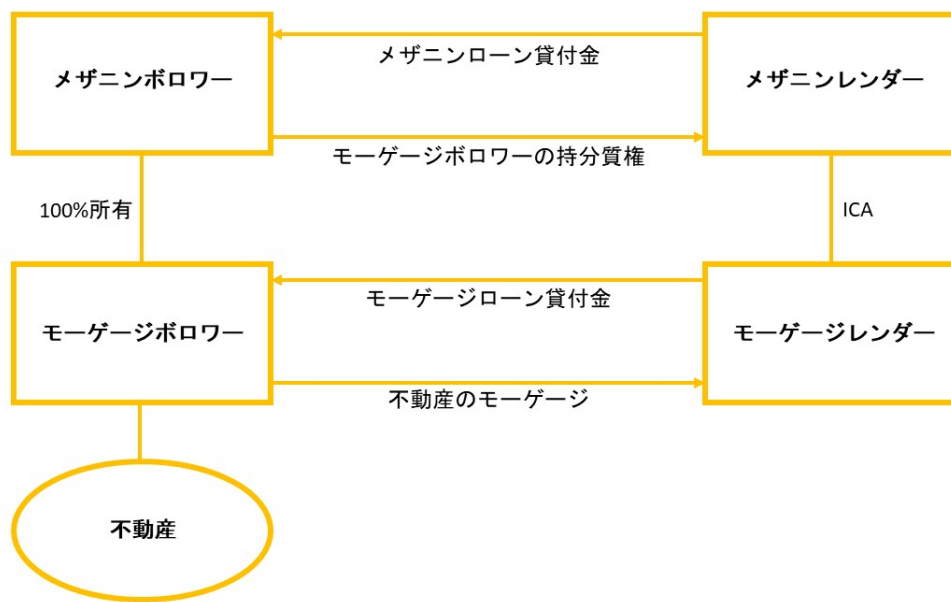 メザニンローン貸付金
メザニンボロワー
メザニンレンダー
モーゲージボロワーの持分質権
100%所有
ICA
モーゲージローン貸付金
モーゲージボロワー
モーゲージレンダー
不動産のモーゲージ
不動産